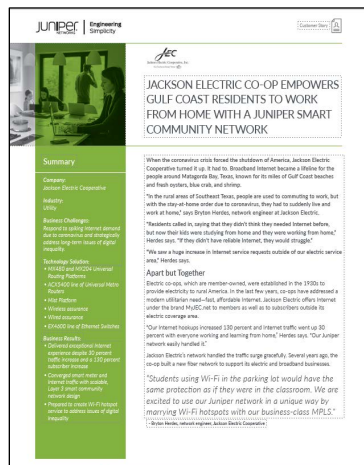 JUNIPER NETWORKS
Engineering
Simplicity
Customer Story
JEC
Jackson Electric Cooperative, Inc
JACKSON ELECTRIC CO-OP EMPOWERS
GULF COAST RESIDENTS TO WORK
FROM HOME WITH A JUNIPER SMART
COMMUNITY NETWORK
Summary
Company:
Jackson Electric Cooperative
Industry:
Utility
Business Challenges:
Respond to spiking internet demand
due to coronavirus and strategically
address long-term issues of digital
inequality.
Technology Solution:
• MX480 and MX204 Universal
Routing Platforms
• ACX5400 line of Universal Metro
Routers
• Mist Platform
• Wireless assurance
• Wired assurance
• EX4600 line of Ethernet Switches
Business Results:
• Delivered exceptional Internet
experience despite 30 percent
traffic increase and a 130 percent
subscriber increase
• Converged smart meter and
Internet traffic with scalable,
Layer 3 smart community
network design
• Prepared to create Wi-Fi hotspot
service to address issues of digital
inequality
When the coronavirus crisis forced the shutdown of America, Jackson Electric
Cooperative turned it up. It had to. Broadband Internet became a lifeline for the
people around Matagorda Bay, Texas, known for its miles of Gulf Coast beaches
and fresh oysters, blue crab, and shrimp.
"In the rural areas of Southeast Texas, people are used to commuting to work, but
with the stay-at-home order due to coronavirus, they had to suddenly live and
work at home," says Bryton Herdes, network engineer at Jackson Electric.
"Residents called in, saying that they didn't think they needed Internet before,
but now their kids were studying from home and they were working from home,"
Herdes says. "If they didn't have reliable Internet, they would struggle."
"We saw a huge increase in Internet service requests outside of our electric service
area," Herdes says.
Apart but Together
Electric co-ops, which are member-owned, were established in the 1930s to
provide electricity to rural America. In the last few years, co-ops have addressed a
modern utilitarian need—fast, affordable Internet. Jackson Electric offers Internet
under the brand MyJEC.net to members as well as to subscribers outside its
electric coverage area.
"Our Internet hookups increased 130 percent and Internet traffic went up 30
percent with everyone working and learning from home," Herdes says. "Our Juniper
network easily handled it."
Jackson Electric's network handled the traffic surge gracefully. Several years ago, the
co-op built a new fiber network to support its electric and broadband businesses.
"Students using Wi-Fi in the parking lot would have the
same protection as if they were in the classroom. We are
excited to use our Juniper network in a unique way by
marrying Wi-Fi hotspots with our business-class MPLS."
- Bryton Herdes, network engineer, Jackson Electric Cooperative